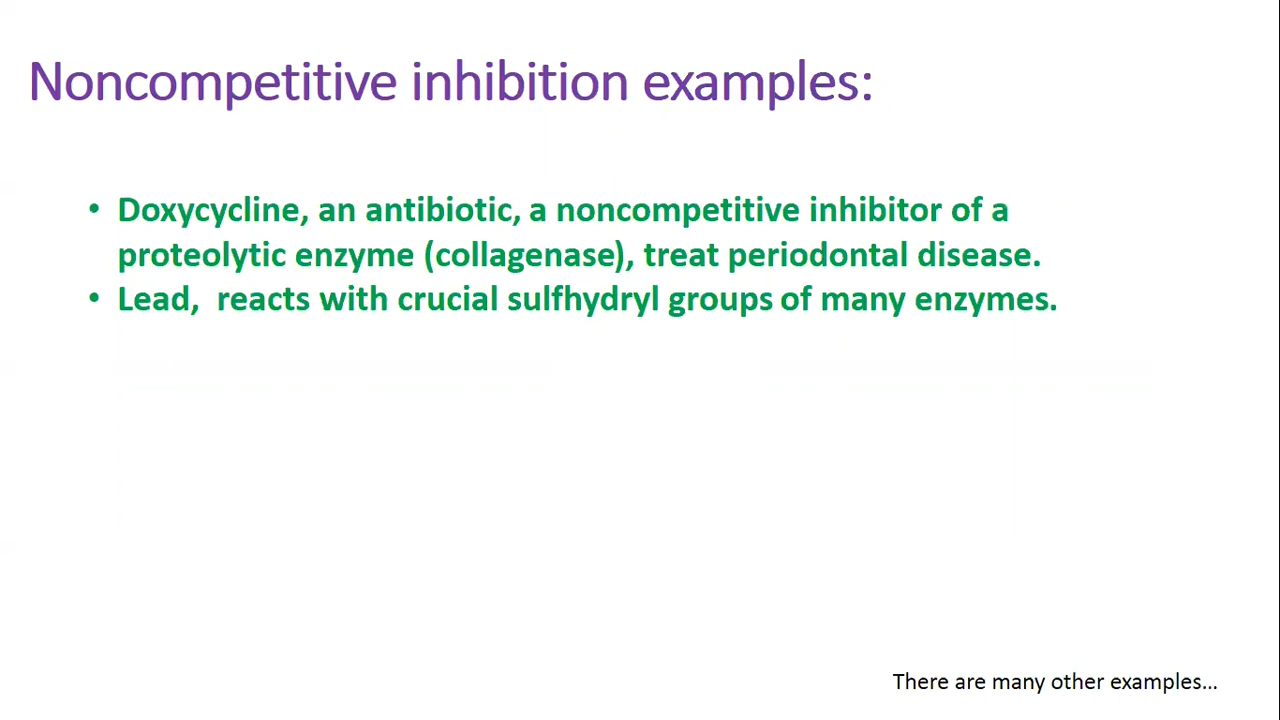 Noncompetitive inhibition examples:
• Doxycycline, an antibiotic, a noncompetitive inhibitor of a
proteolytic enzyme (collagenase), treat periodontal disease.
• Lead,  reacts with crucial sulfhydryl groups of many enzymes.
There are many other examples...